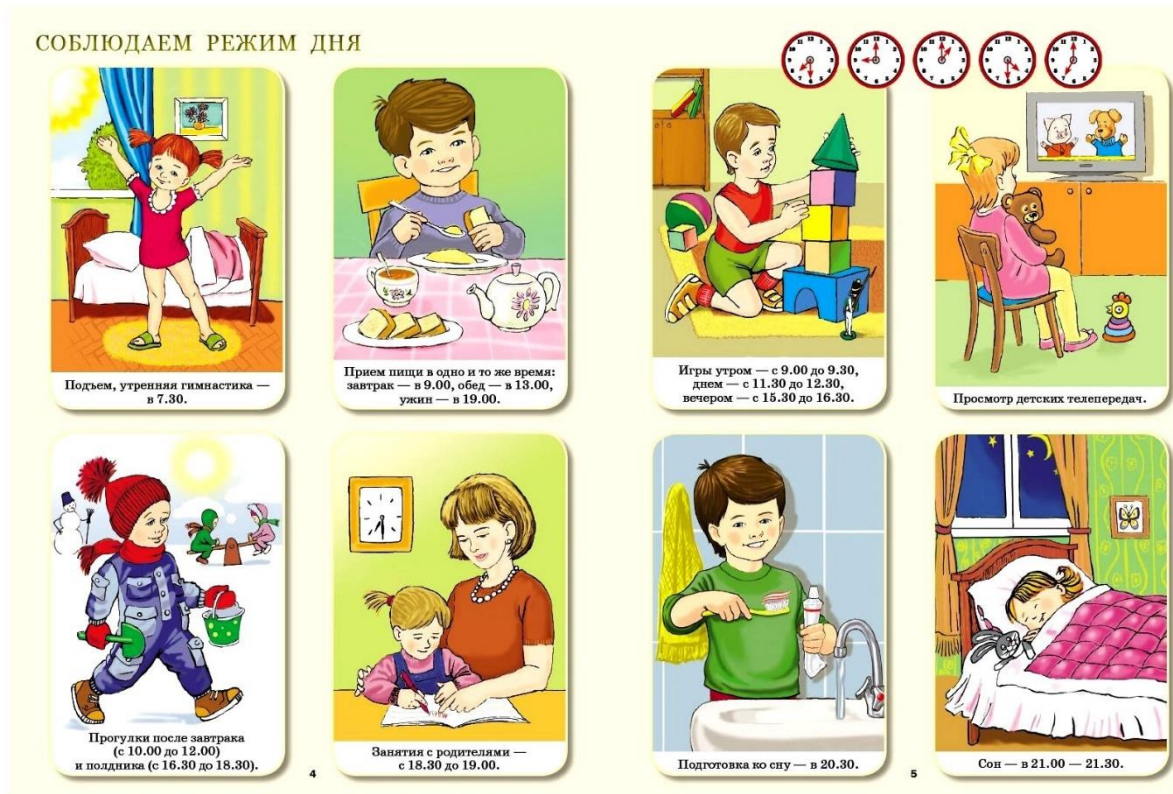 СОБЛЮДАЕМ РЕЖИМ ДНЯ
Подъем, утренняя гимнастика —
в 7.30.
Прием пищи в одно и то же время:
завтрак — в 9.00, обед — в 13.00,
ужин — в 19.00.
Игры утром — с 9.00 до 9.30,
днем — с 11.30 до 12.30,
вечером — с 15.30 до 16.30.
Просмотр детских телепередач.
Прогулки после завтрака
(с 10.00 до 12.00)
и полдника (с 16.30 до 18.30).
Занятия с родителями —
с 18.30 до 19.00.
Подготовка ко сну — в 20.30.
Сон — в 21.00 — 21.30.
4
5